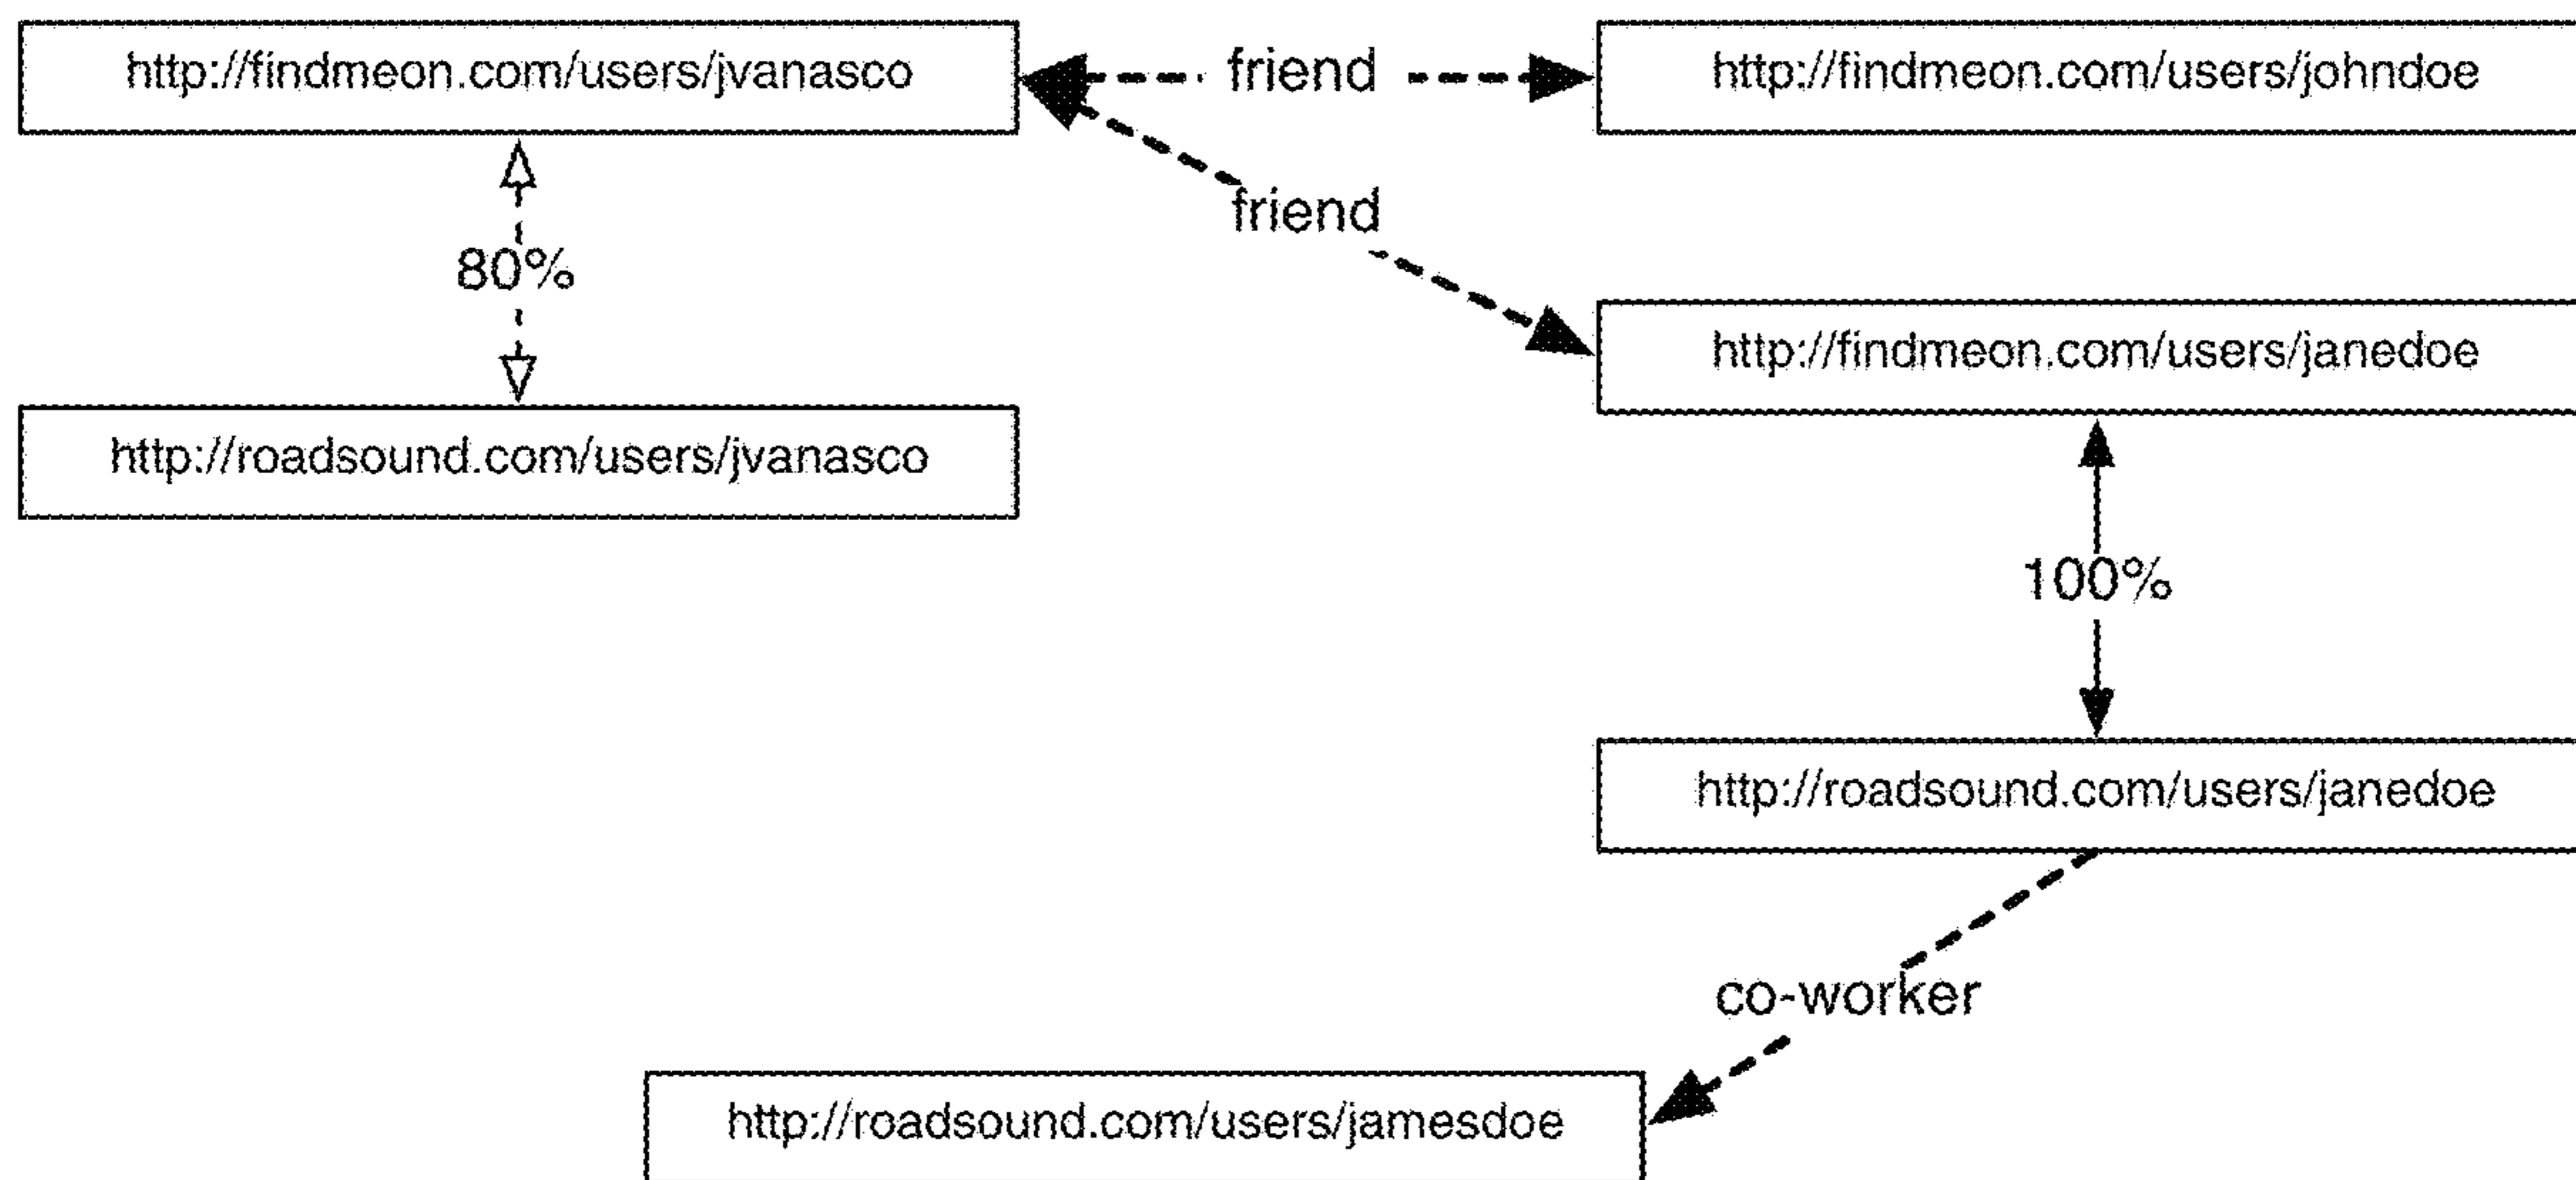 http://findmeon.com/users/jvanasco
friend
http://findmeon.com/users/johndoe
friend
80%
http://findmeon.com/users/janedoe
http://roadsound.com/users/jvanasco
100%
http://roadsound.com/users/janedoe
co-worker
http://roadsound.com/users/jamesdoe